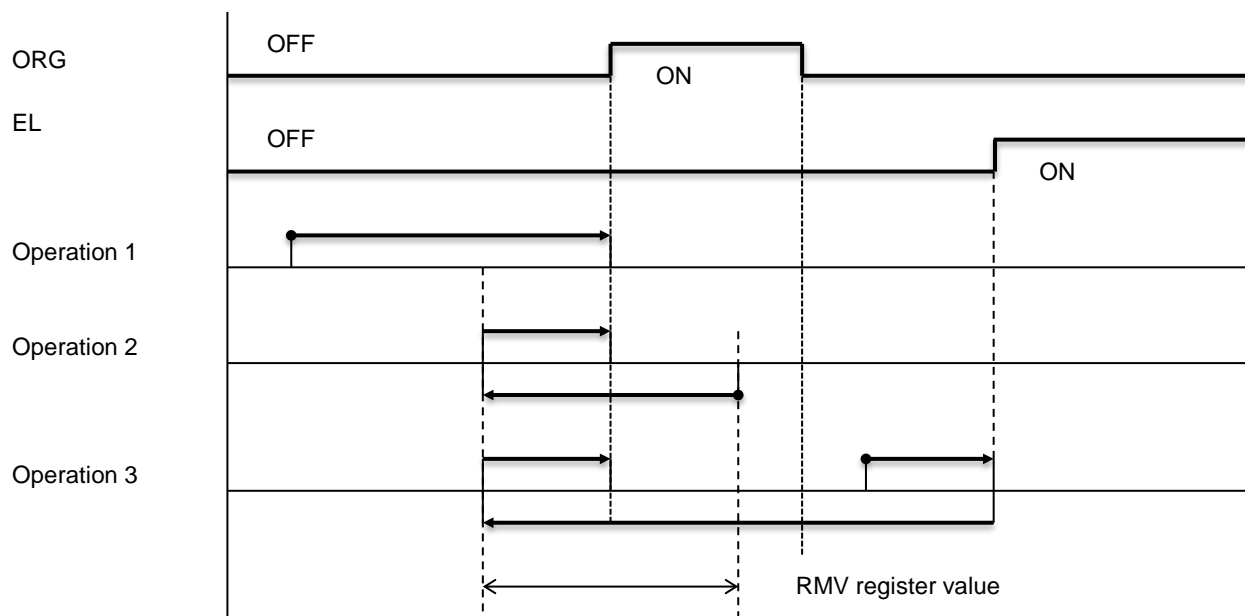 OFF
ORG
ON
EL
OFF
ON
Operation 1
Operation 2
Operation 3
RMV register value